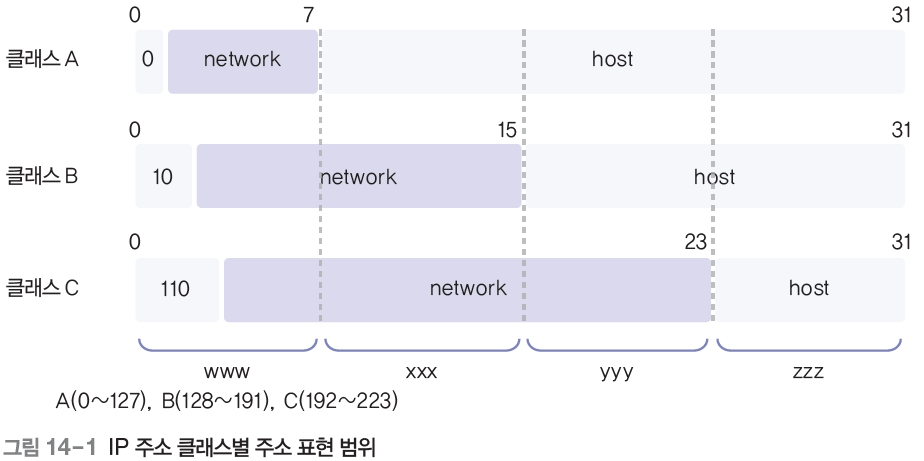 0 7 31
클래스 A 0 network host
0 15 31
클래스 B 10 network host
0 23 31
클래스 C 110 network host
www xxx yyy zzz
A(0～127), B(128～191), C(192～223)
그림 14-1 IP 주소 클래스별 주소 표현 범위